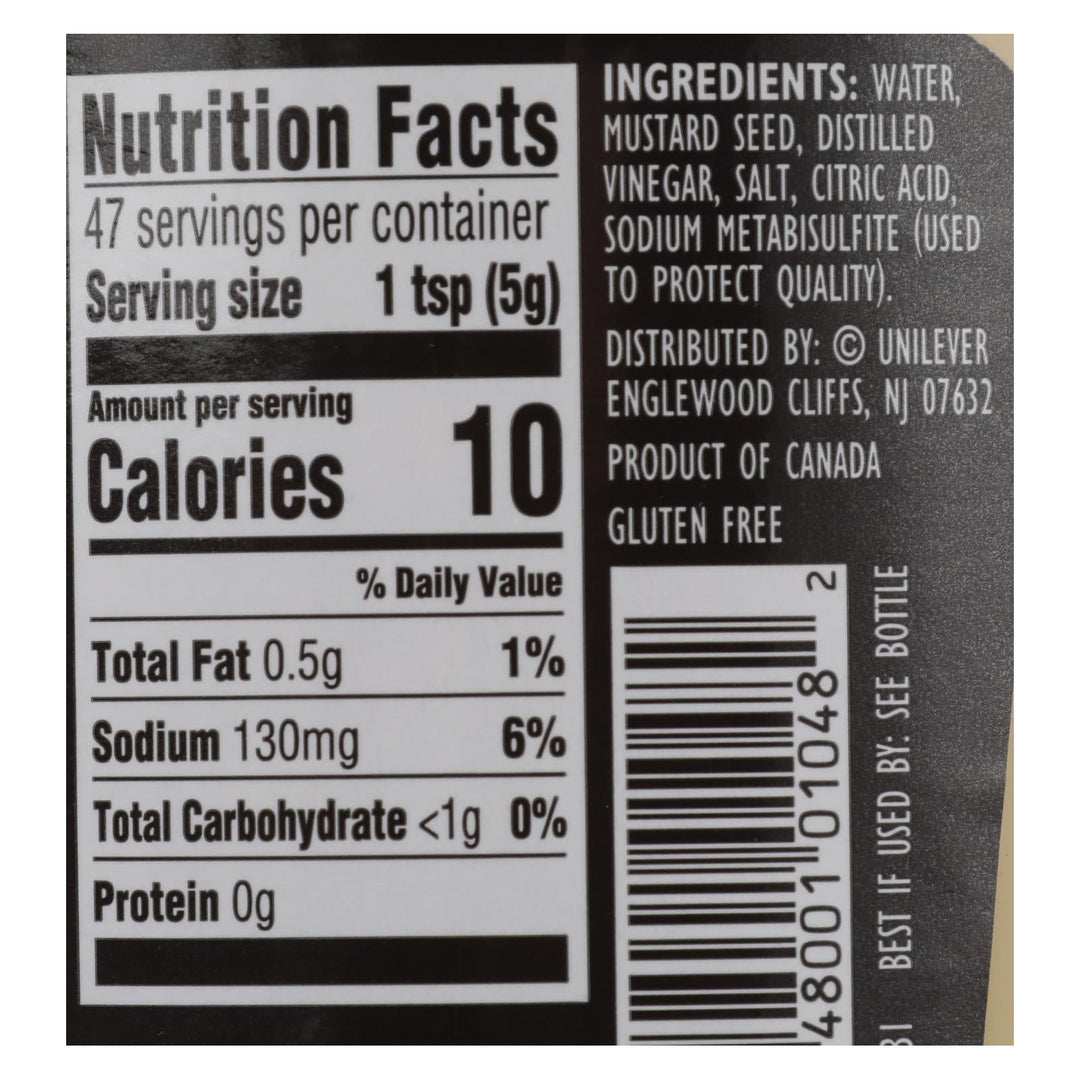 Nutrition Facts
47 servings per container
Serving size 1 tsp (5g)
Amount per serving
Calories 10
% Daily Value
Total Fat 0.5g 1%
Sodium 130mg 6%
Total Carbohydrate <1g 0%
Protein 0g
INGREDIENTS: WATER,
MUSTARD SEED, DISTILLED
VINEGAR, SALT, CITRIC ACID,
SODIUM METABISULFITE (USED
TO PROTECT QUALITY).
DISTRIBUTED BY: © UNILEVER
ENGLEWOOD CLIFFS, NJ 07632
PRODUCT OF CANADA
GLUTEN FREE
48001 01048 2
BEST IF USED BY: SEE BOTTLE